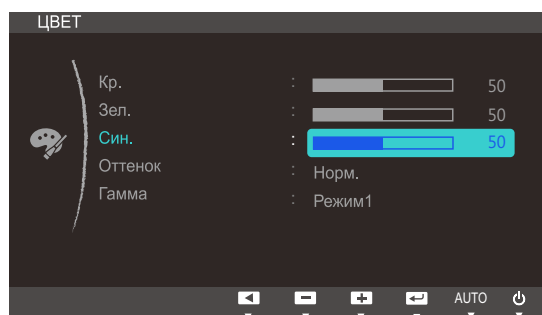 ЦВЕТ
Кр. : 50
Зел. : 50
Син. : 50
Оттенок : Норм.
Гамма : Режим1
AUTO